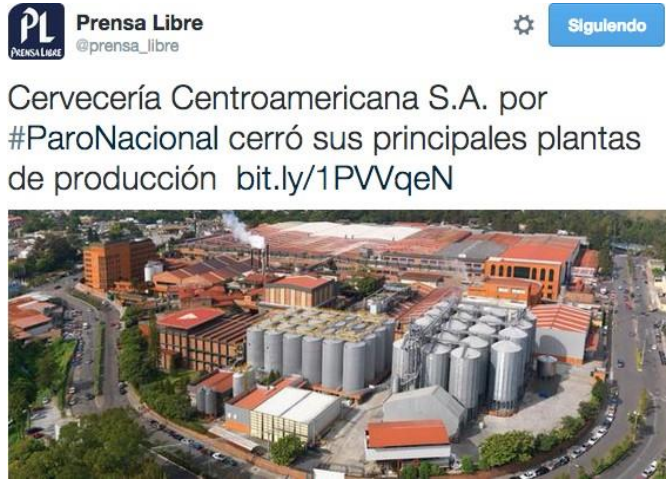 PL
PRENSA LIBRE
Prensa Libre
@prensa_libre
Siguiendo
Cervecería Centroamericana S.A. por
#ParoNacional cerró sus principales plantas
de producción bit.ly/1PVVqeN